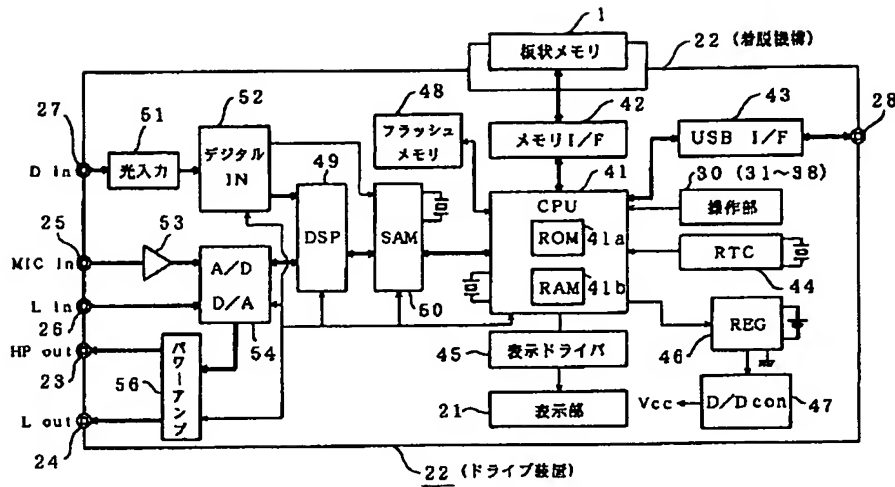 1
板状メモリ
22 (着脱機構)
27
51
52
48
42
43
28
フラッシュ
メモリ
メモリI/F
USB I/F
D in
光入力
デジタル
IN
49
41
30 (31~38)
CPU
操作部
25
53
DSP
SAM
ROM
41a
MIC in
A/D
RTC
RAM
41b
44
L in
D/A
26
54
50
REG
HP out
45
表示ドライバ
46
23
56
パワーアンプ
Vcc
D/Dcon
47
L out
21
表示部
24
22 (ドライブ装置)